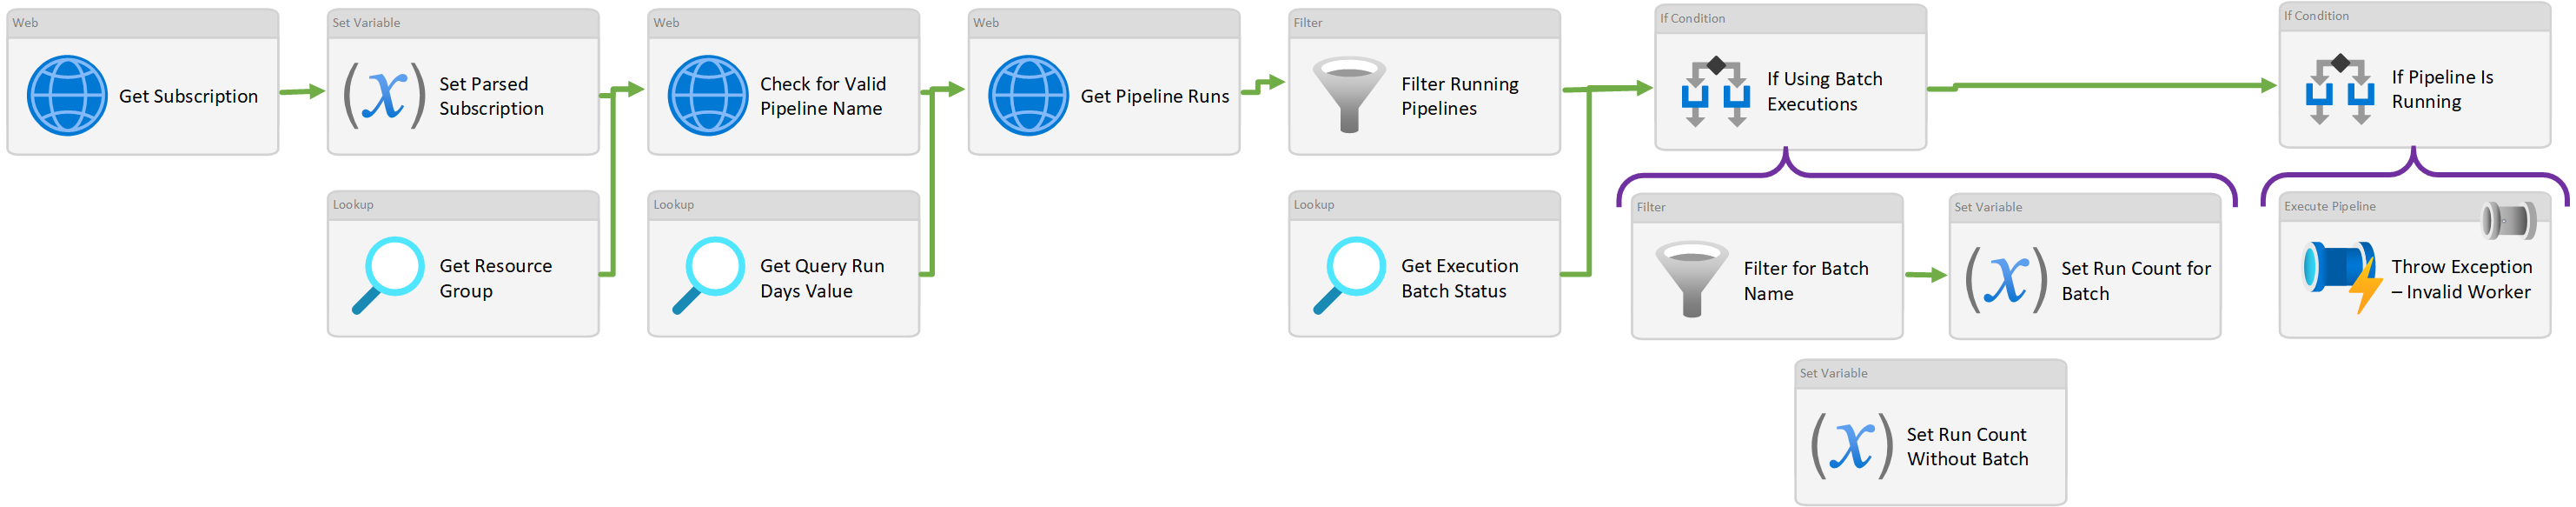 Web
Get Subscription
Set Variable
Set Parsed
Subscription
Web
Check for Valid
Pipeline Name
Web
Get Pipeline Runs
Filter
Filter Running
Pipelines
If Condition
If Using Batch
Executions
If Condition
If Pipeline Is
Running
Lookup
Get Resource
Group
Lookup
Get Query Run
Days Value
Lookup
Get Execution
Batch Status
Filter
Filter for Batch
Name
Set Variable
Set Run Count for
Batch
Execute Pipeline
Throw Exception
– Invalid Worker
Set Variable
Set Run Count
Without Batch